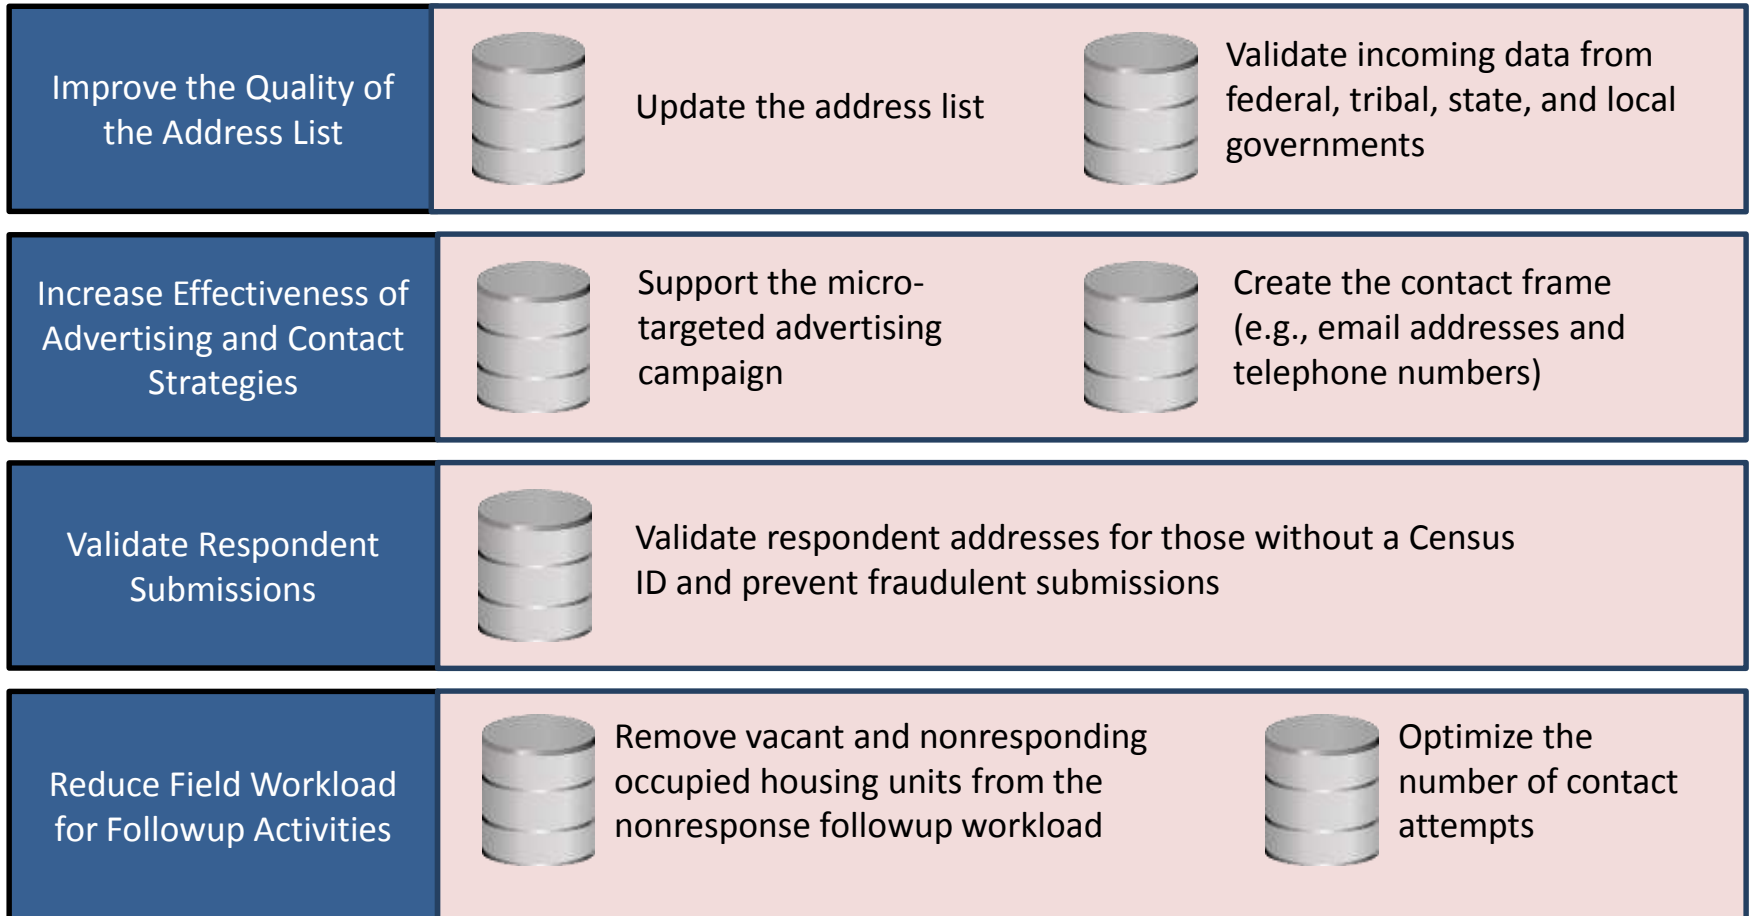 Improve the Quality of
the Address List
Update the address list
Validate incoming data from
federal, tribal, state, and local
governments
Increase Effectiveness of
Advertising and Contact
Strategies
Support the micro-
targeted advertising
campaign
Create the contact frame
(e.g., email addresses and
telephone numbers)
Validate Respondent
Submissions
Validate respondent addresses for those without a Census
ID and prevent fraudulent submissions
Reduce Field Workload
for Followup Activities
Remove vacant and nonresponding
occupied housing units from the
nonresponse followup workload
Optimize the
number of contact
attempts